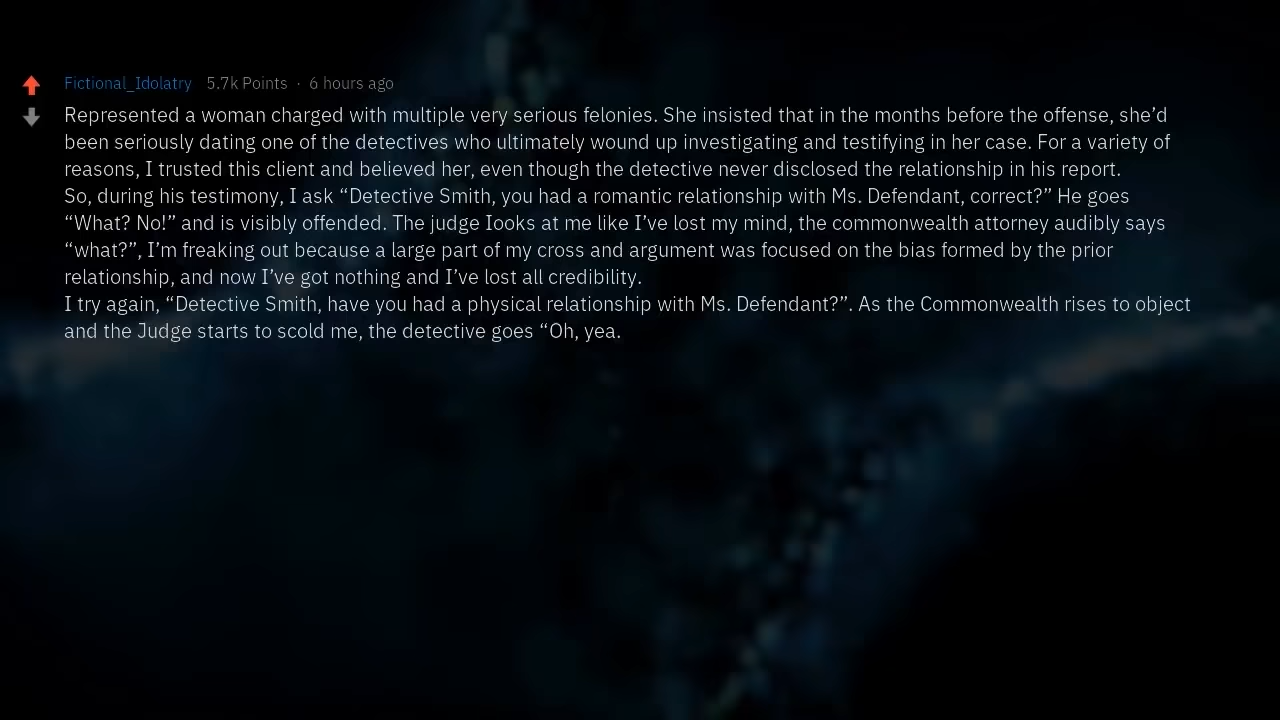 Fictional_Idolatry 5.7k Points · 6 hours ago
Represented a woman charged with multiple very serious felonies. She insisted that in the months before the offense, she’d
been seriously dating one of the detectives who ultimately wound up investigating and testifying in her case. For a variety of
reasons, I trusted this client and believed her, even though the detective never disclosed the relationship in his report.
So, during his testimony, I ask “Detective Smith, you had a romantic relationship with Ms. Defendant, correct?” He goes
“What? No!” and is visibly offended. The judge looks at me like I’ve lost my mind, the commonwealth attorney audibly says
“what?”, I’m freaking out because a large part of my cross and argument was focused on the bias formed by the prior
relationship, and now I’ve got nothing and I’ve lost all credibility.
I try again, “Detective Smith, have you had a physical relationship with Ms. Defendant?”. As the Commonwealth rises to object
and the Judge starts to scold me, the detective goes “Oh, yea.